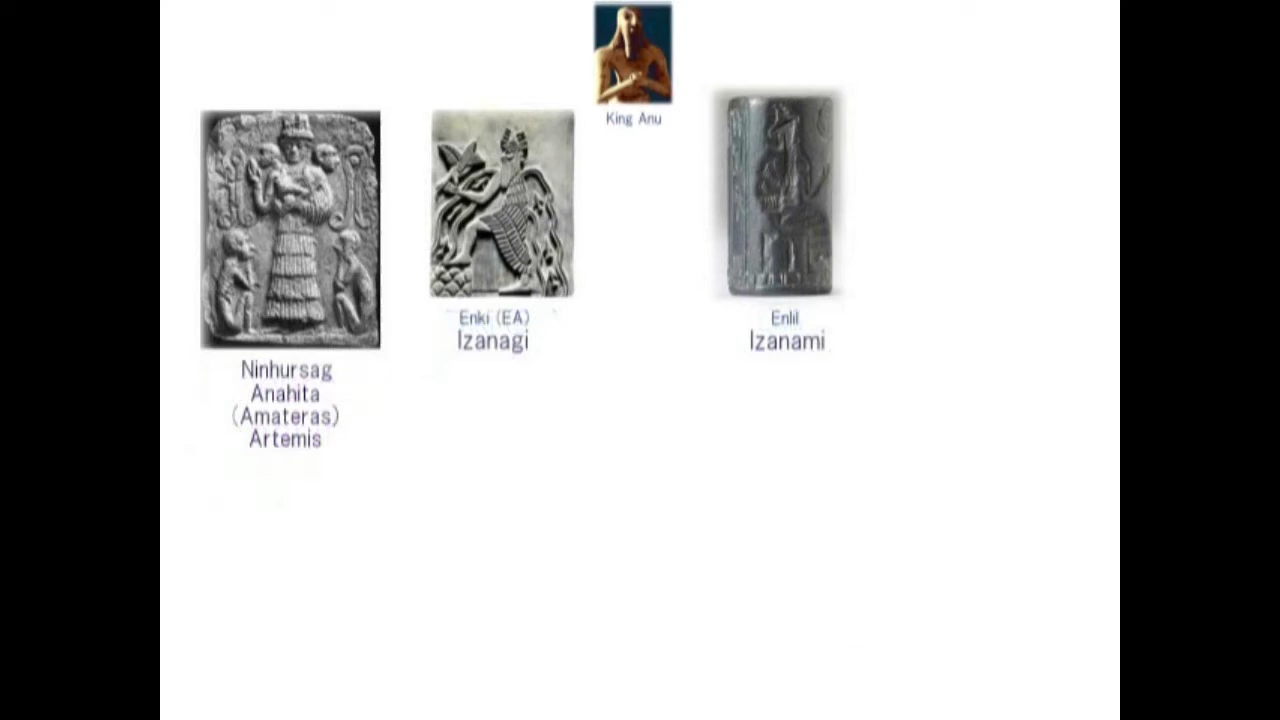 King Anu
Enki (EA)
Izanagi
Enlil
Izanami
Ninhursag
Anahita
(Amateras)
Artemis